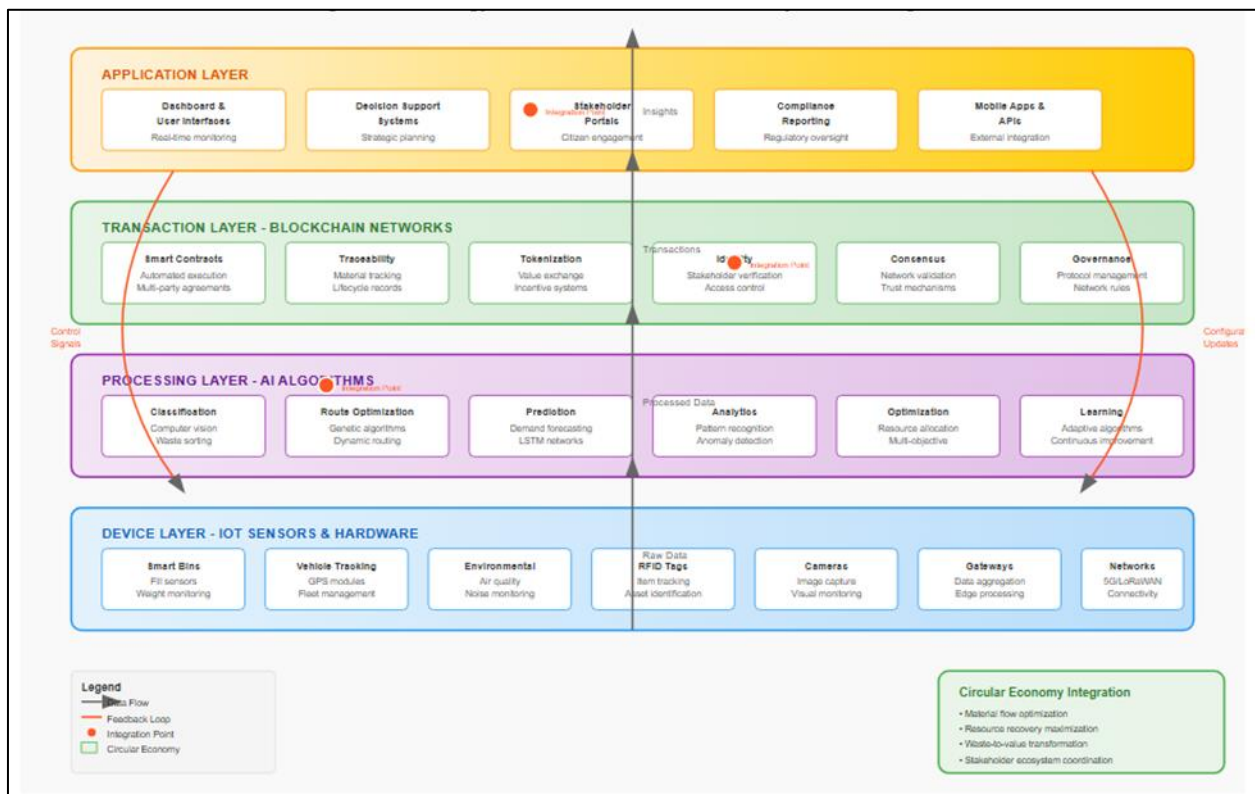 APPLICATION LAYER
Dashboard &
User Interfaces
Real-time monitoring
Decision Support
Systems
Strategic planning
Stakeholder
Portals
Citizen engagement
Integration Point
Insights
Compliance
Reporting
Regulatory oversight
Mobile Apps &
APIs
External integration
TRANSACTION LAYER - BLOCKCHAIN NETWORKS
Smart Contracts
Automated execution
Multi-party agreements
Traceability
Material tracking
Lifecycle records
Tokenization
Value exchange
Incentive systems
Transactions
Identity
Stakeholder verification
Access control
Integration Point
Consensus
Network validation
Trust mechanisms
Governance
Protocol management
Network rules
Control
Signals
Configurat
Updates
PROCESSING LAYER - AI ALGORITHMS
Integration Point
Classification
Computer vision
Waste sorting
Route Optimization
Genetic algorithms
Dynamic routing
Prediction
Demand forecasting
LSTM networks
Processed Data
Analytics
Pattern recognition
Anomaly detection
Optimization
Resource allocation
Multi-objective
Learning
Adaptive algorithms
Continuous improvement
DEVICE LAYER - IOT SENSORS & HARDWARE
Smart Bins
Fill sensors
Weight monitoring
Vehicle Tracking
GPS modules
Fleet management
Environmental
Air quality
Noise monitoring
Raw Data
RFID Tags
Item tracking
Asset identification
Cameras
Image capture
Visual monitoring
Gateways
Data aggregation
Edge processing
Networks
5G/LoRaWAN
Connectivity
Legend
Data Flow
Feedback Loop
Integration Point
Circular Economy
Circular Economy Integration
• Material flow optimization
• Resource recovery maximization
• Waste-to-value transformation
• Stakeholder ecosystem coordination